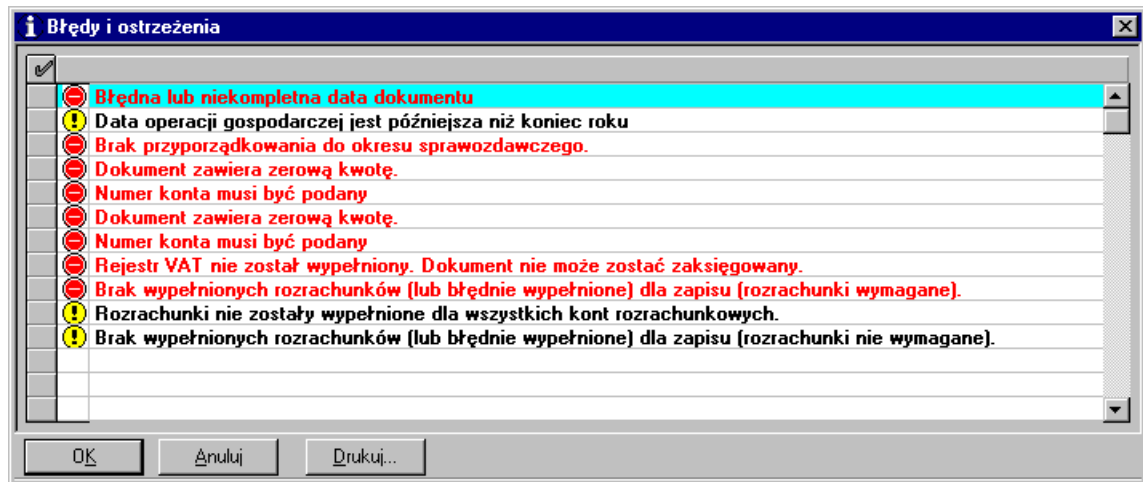 Błędy i ostrzeżenia
Błędna lub niekompletna data dokumentu
Data operacji gospodarczej jest późniejsza niż koniec roku
Brak przyporządkowania do okresu sprawozdawczego.
Dokument zawiera zerową kwotę.
Numer konta musi być podany
Dokument zawiera zerową kwotę.
Numer konta musi być podany
Rejestr VAT nie został wypełniony. Dokument nie może zostać zaksięgowany.
Brak wypełnionych rozrachunków (lub błędnie wypełnione) dla zapisu (rozrachunki wymagane).
Rozrachunki nie zostały wypełnione dla wszystkich kont rozrachunkowych.
Brak wypełnionych rozrachunków (lub błędnie wypełnione) dla zapisu (rozrachunki nie wymagane).
OK Anuluj Drukuj...